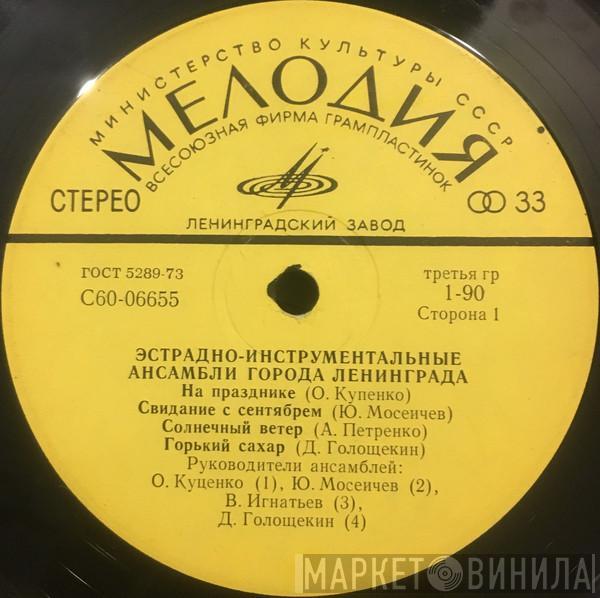 МИНИСТЕРСТВО КУЛЬТУРЫ СССР
МЕЛОДИЯ
ВСЕСОЮЗНАЯ ФИРМА ГРАМПЛАСТИНОК
СТЕРЕО
33
ЛЕНИНГРАДСКИЙ ЗАВОД
ГОСТ 5289-73
третья гр
С60-06655
1-90
Сторона 1
ЭСТРАДНО-ИНСТРУМЕНТАЛЬНЫЕ
АНСАМБЛИ ГОРОДА ЛЕНИНГРАДА
На празднике (О. Купенко)
Свидание с сентябрем (Ю. Мосеичев)
Солнечный ветер (А. Петренко)
Горький сахар (Д. Голощекин)
Руководители ансамблей:
О. Куценко (1), Ю. Мосеичев (2),
В. Игнатьев (3),
Д. Голощекин (4)
МАРКЕТ ВИНИЛА